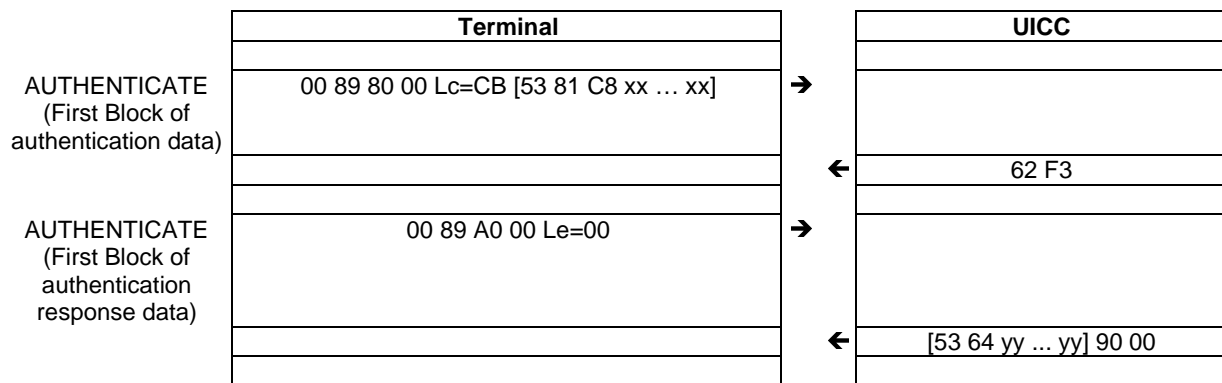 Terminal UICC
AUTHENTICATE 00 89 80 00 Lc=CB [53 81 C8 xx … xx] ➔
(First Block of
authentication data)
🡸 62 F3
AUTHENTICATE 00 89 A0 00 Le=00 ➔
(First Block of
authentication
response data)
🡸 [53 64 yy ... yy] 90 00